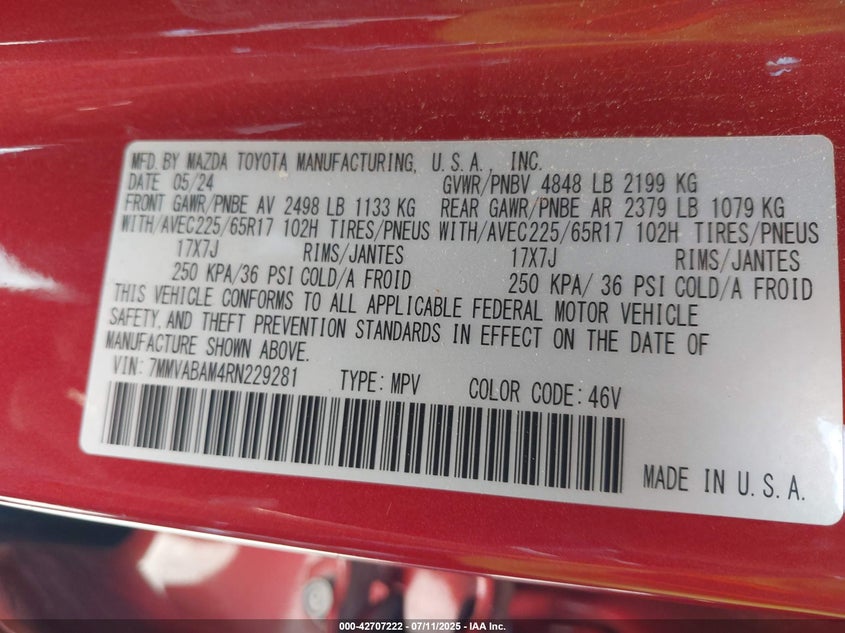 MFD. BY MAZDA TOYOTA MANUFACTURING, U.S.A., INC.
DATE 05/24 GVWR/PNBV 4848 LB 2199 KG
FRONT GAWR/PNBE AV 2498 LB 1133 KG REAR GAWR/PNBE AR 2379 LB 1079 KG
WITH/AVEC225/65R17 102H TIRES/PNEUS WITH/AVEC225/65R17 102H TIRES/PNEUS
17X7J RIMS/JANTES 17X7J RIMS/JANTES
250 KPA/36 PSI COLD/A FROID 250 KPA/ 36 PSI COLD/A FROID
THIS VEHICLE CONFORMS TO ALL APPLICABLE FEDERAL MOTOR VEHICLE
SAFETY, AND THEFT PREVENTION STANDARDS IN EFFECT ON THE DATE OF
MANUFACTURE SHOWN ABOVE.
VIN: 7MMVABAM4RN229281 TYPE: MPV COLOR CODE: 46V
MADE IN U.S.A.
000-42707222 - 07/11/2025 - IAA Inc.